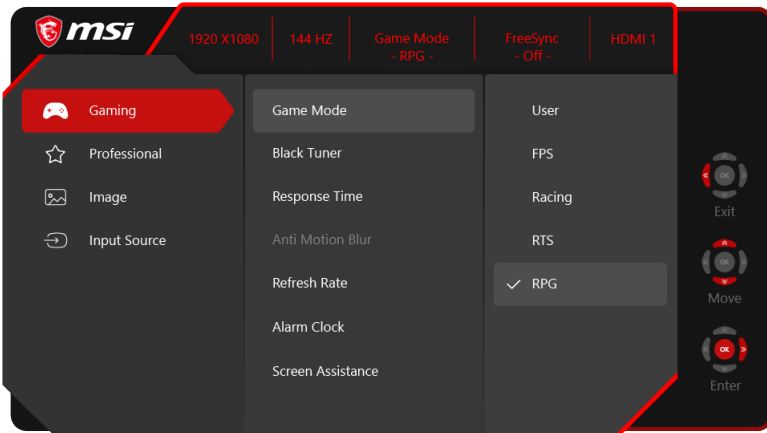 msi
1920 X1080
144 HZ
Game Mode
- RPG -
FreeSync
- Off -
HDMI 1
Gaming
Professional
Image
Input Source
Game Mode
Black Tuner
Response Time
Anti Motion Blur
Refresh Rate
Alarm Clock
Screen Assistance
User
FPS
Racing
RTS
RPG
OK
Exit
OK
Move
OK
Enter